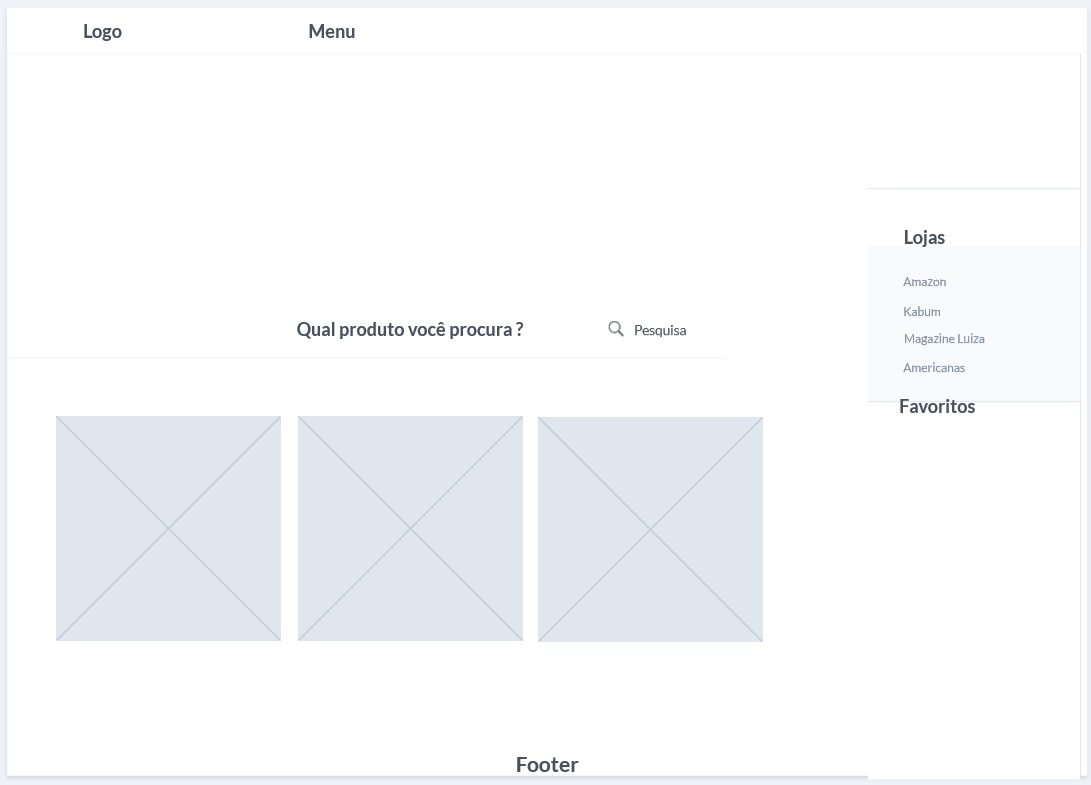 Logo
Menu
Qual produto você procura ?
Pesquisa
Lojas
Amazon
Kabum
Magazine Luiza
Americanas
Favoritos
Footer